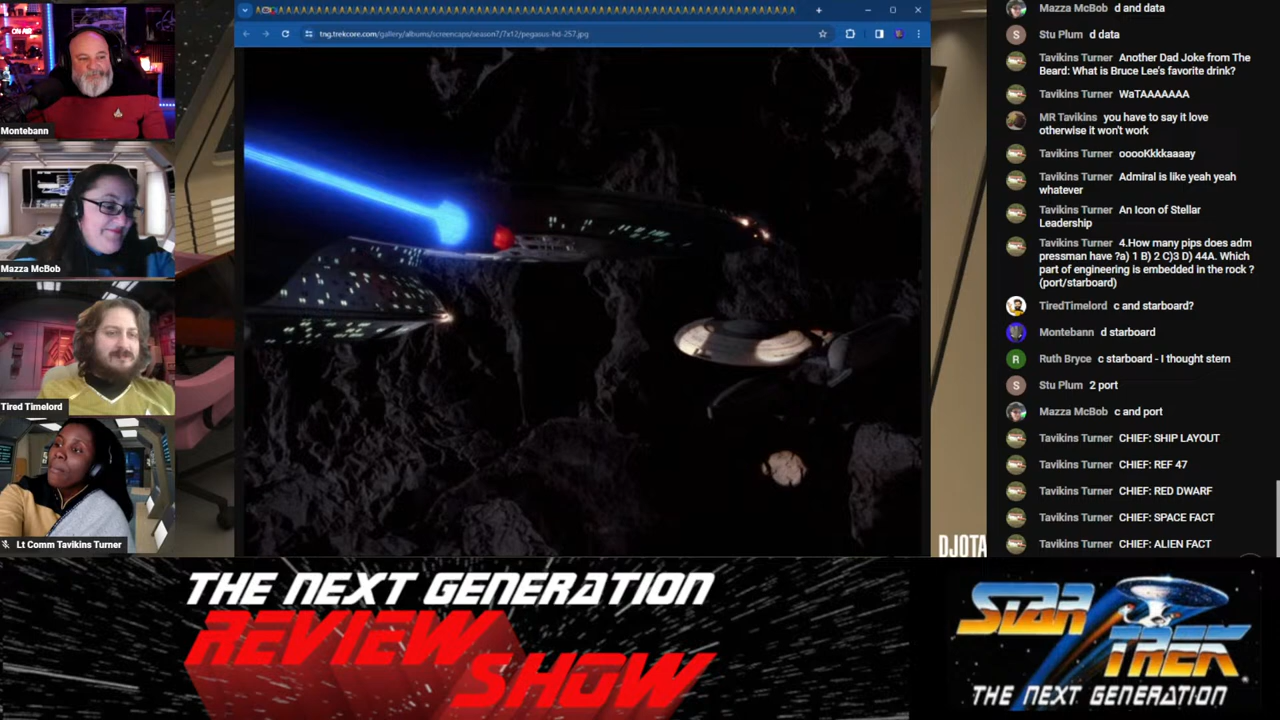 ON AIR
Montebann
Mazza McBob
Tired Timelord
Lt Comm Tavikins Turner
tng.trekcore.com/gallery/albums/screencaps/season7/7x12/pegasus-hd-257.jpg
Mazza McBob d and data
Stu Plum d data
Tavikins Turner Another Dad Joke from The
Beard: What is Bruce Lee's favorite drink?
Tavikins Turner WaTAAAAAAA
MR Tavikins you have to say it love
otherwise it won't work
Tavikins Turner ooooKkkkaaaay
Tavikins Turner Admiral is like yeah yeah
whatever
Tavikins Turner An Icon of Stellar
Leadership
Tavikins Turner 4.How many pips does adm
pressman have ?a) 1 B) 2 C)3 D) 44A. Which
part of engineering is embedded in the rock ?
(port/starboard)
TiredTimelord c and starboard?
Montebann d starboard
R Ruth Bryce c starboard - I thought stern
S Stu Plum 2 port
Mazza McBob c and port
Tavikins Turner CHIEF: SHIP LAYOUT
Tavikins Turner CHIEF: REF 47
Tavikins Turner CHIEF: RED DWARF
Tavikins Turner CHIEF: SPACE FACT
Tavikins Turner CHIEF: ALIEN FACT
DJOTA
THE NEXT GENERATION
REVIEW
SHOW
STAR
TREK
THE NEXT GENERATION